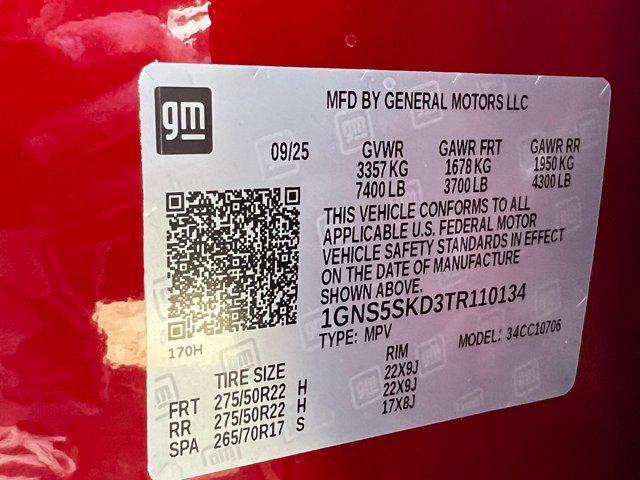 gm
MFD BY GENERAL MOTORS LLC
09/25 GVWR GAWR FRT GAWR RR
3357 KG 1678 KG 1950 KG
7400 LB 3700 LB 4300 LB
THIS VEHICLE CONFORMS TO ALL
APPLICABLE U.S. FEDERAL MOTOR
VEHICLE SAFETY STANDARDS IN EFFECT
ON THE DATE OF MANUFACTURE
SHOWN ABOVE.
1GNS5SKD3TR110134
TYPE: MPV MODEL: 34CC10706
170H
TIRE SIZE RIM
FRT 275/50R22 H 22X9J
RR 275/50R22 H 22X9J
SPA 265/70R17 S 17X8J